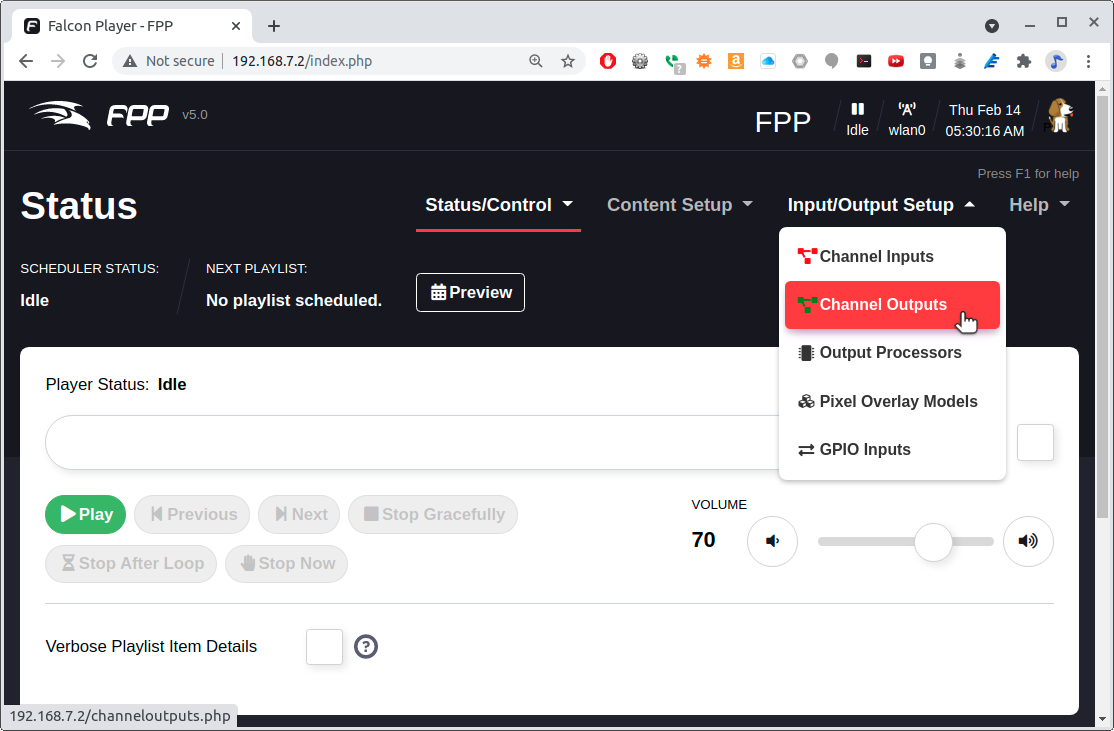 Falcon Player - FPP
Not secure 192.168.7.2/index.php
FPP v5.0
FPP
Idle
wlan0
Thu Feb 14
05:30:16 AM
Press F1 for help
Status
Status/Control
Content Setup
Input/Output Setup
Help
SCHEDULER STATUS:
Idle
NEXT PLAYLIST:
No playlist scheduled.
Preview
Channel Inputs
Channel Outputs
Output Processors
Pixel Overlay Models
GPIO Inputs
Player Status: Idle
Play
Previous
Next
Stop Gracefully
Stop After Loop
Stop Now
VOLUME
70
Verbose Playlist Item Details
192.168.7.2/channeloutputs.php